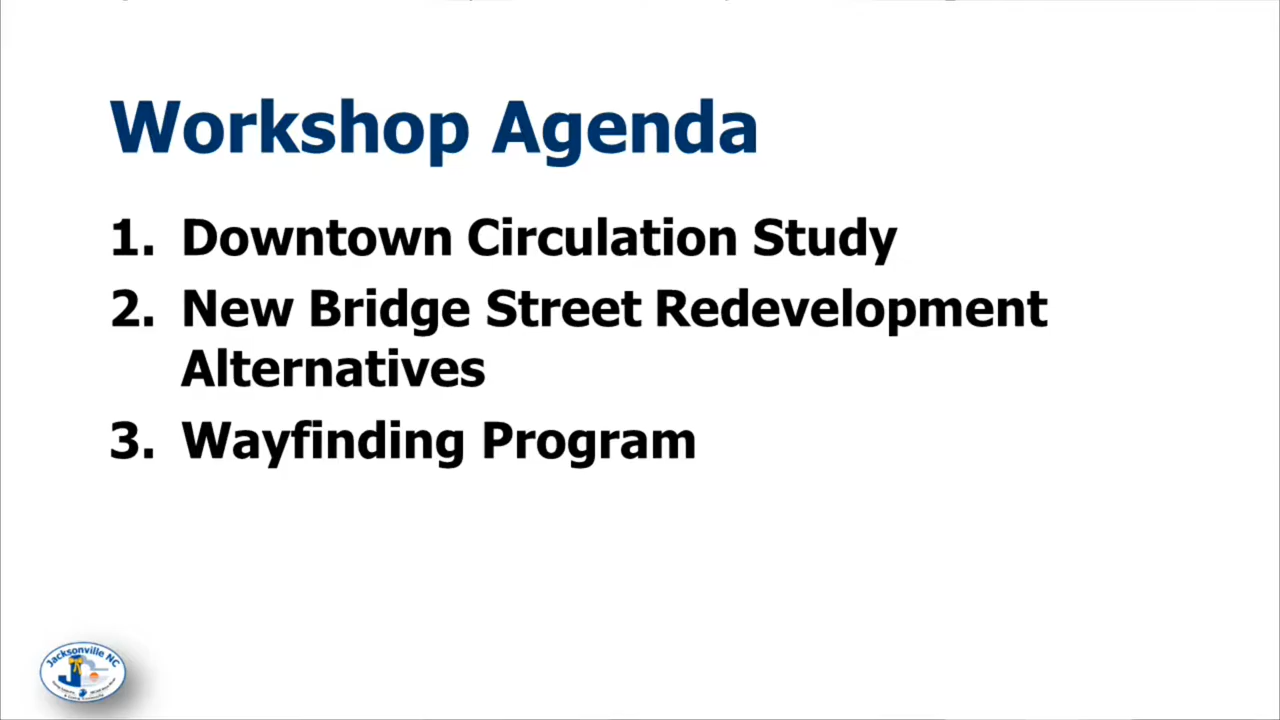 Workshop Agenda
1. Downtown Circulation Study
2. New Bridge Street Redevelopment
Alternatives
3. Wayfinding Program
Jacksonville NC